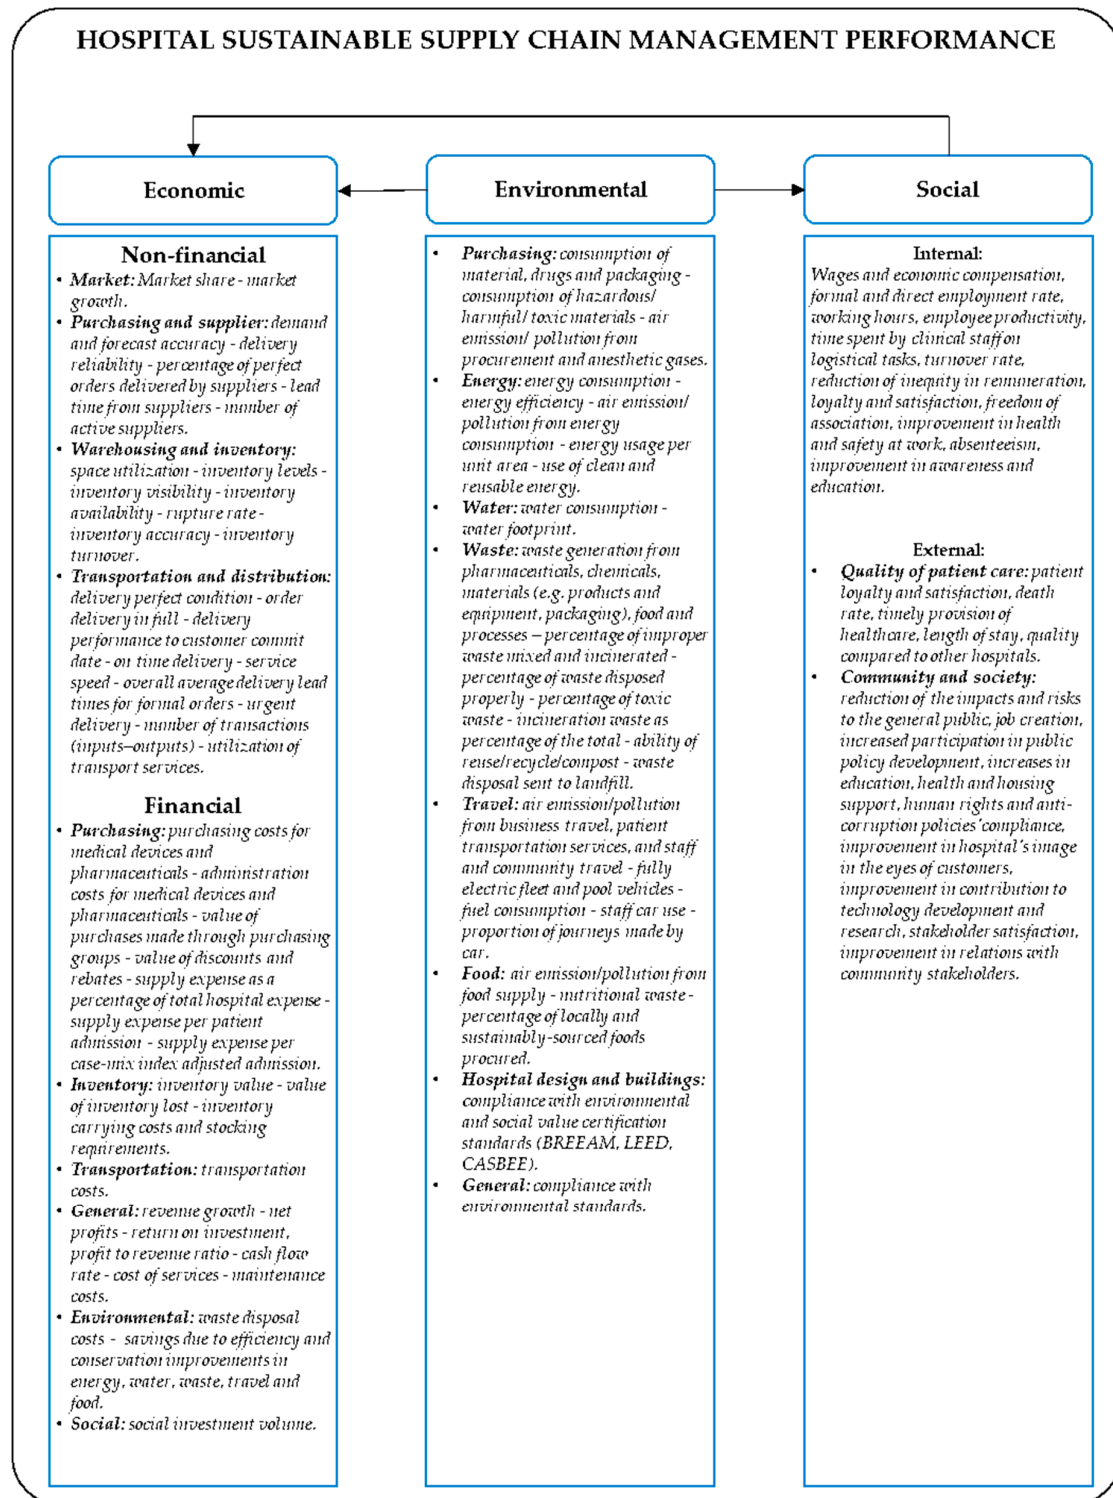 HOSPITAL SUSTAINABLE SUPPLY CHAIN MANAGEMENT PERFORMANCE
Economic
Environmental
Social
Non-financial
• Market: Market share - market
growth.
• Purchasing and supplier: demand
and forecast accuracy - delivery
reliability - percentage of perfect
orders delivered by suppliers - lead
time from suppliers - number of
active suppliers.
• Warehousing and inventory:
space utilization - inventory levels -
inventory visibility - inventory
availability - rupture rate -
inventory accuracy - inventory
turnover.
• Transportation and distribution:
delivery perfect condition - order
delivery in full - delivery
performance to customer commit
date - on time delivery - service
speed - overall average delivery lead
times for formal orders - urgent
delivery - number of transactions
(inputs–outputs) - utilization of
transport services.
Financial
• Purchasing: purchasing costs for
medical devices and
pharmaceuticals - administration
costs for medical devices and
pharmaceuticals - value of
purchases made through purchasing
groups - value of discounts and
rebates - supply expense as a
percentage of total hospital expense -
supply expense per patient
admission - supply expense per
case-mix index adjusted admission.
• Inventory: inventory value - value
of inventory lost - inventory
carrying costs and stocking
requirements.
• Transportation: transportation
costs.
• General: revenue growth - net
profits - return on investment,
profit to revenue ratio - cash flow
rate - cost of services - maintenance
costs.
• Environmental: waste disposal
costs - savings due to efficiency and
conservation improvements in
energy, water, waste, travel and
food.
• Social: social investment volume.
• Purchasing: consumption of
material, drugs and packaging -
consumption of hazardous/
harmful/ toxic materials - air
emission/ pollution from
procurement and anesthetic gases.
• Energy: energy consumption -
energy efficiency - air emission/
pollution from energy
consumption - energy usage per
unit area - use of clean and
reusable energy.
• Water: water consumption -
water footprint.
• Waste: waste generation from
pharmaceuticals, chemicals,
materials (e.g. products and
equipment, packaging), food and
processes – percentage of improper
waste mixed and incinerated -
percentage of waste disposed
properly - percentage of toxic
waste - incineration waste as
percentage of the total - ability of
reuse/recycle/compost - waste
disposal sent to landfill.
• Travel: air emission/pollution
from business travel, patient
transportation services, and staff
and community travel - fully
electric fleet and pool vehicles -
fuel consumption - staff car use -
proportion of journeys made by
car.
• Food: air emission/pollution from
food supply - nutritional waste -
percentage of locally and
sustainably-sourced foods
procured.
• Hospital design and buildings:
compliance with environmental
and social value certification
standards (BREEAM, LEED,
CASBEE).
• General: compliance with
environmental standards.
Internal:
Wages and economic compensation,
formal and direct employment rate,
working hours, employee productivity,
time spent by clinical staff on
logistical tasks, turnover rate,
reduction of inequity in remuneration,
loyalty and satisfaction, freedom of
association, improvement in health
and safety at work, absenteeism,
improvement in awareness and
education.
External:
• Quality of patient care: patient
loyalty and satisfaction, death
rate, timely provision of
healthcare, length of stay, quality
compared to other hospitals.
• Community and society:
reduction of the impacts and risks
to the general public, job creation,
increased participation in public
policy development, increases in
education, health and housing
support, human rights and anti-
corruption policies´compliance,
improvement in hospital´s image
in the eyes of customers,
improvement in contribution to
technology development and
research, stakeholder satisfaction,
improvement in relations with
community stakeholders.